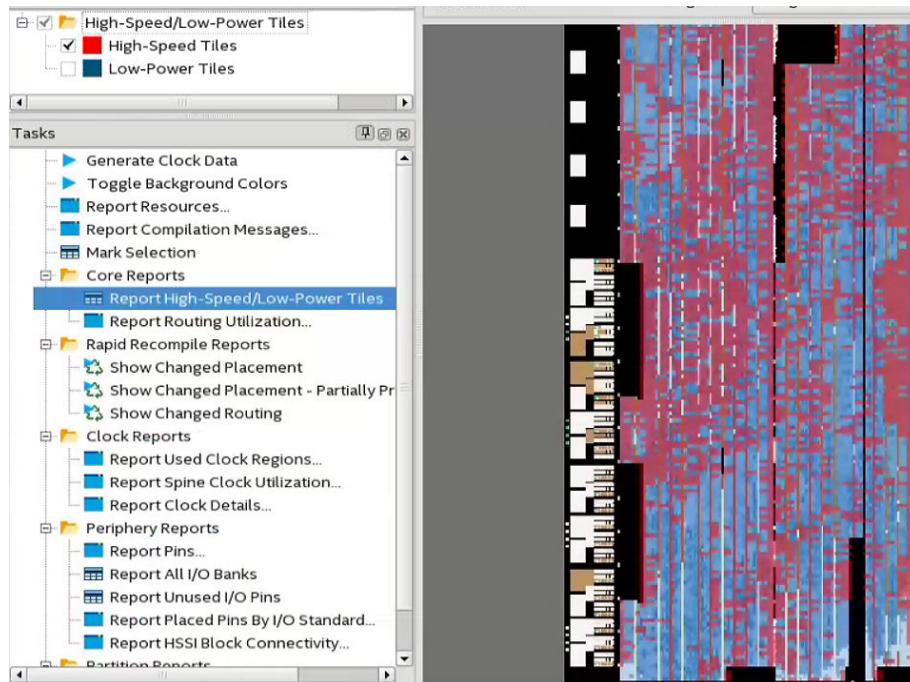 High-Speed/Low-Power Tiles
High-Speed Tiles
Low-Power Tiles
Tasks
Generate Clock Data
Toggle Background Colors
Report Resources...
Report Compilation Messages...
Mark Selection
Core Reports
Report High-Speed/Low-Power Tiles
Report Routing Utilization...
Rapid Recompile Reports
Show Changed Placement
Show Changed Placement - Partially Pr
Show Changed Routing
Clock Reports
Report Used Clock Regions...
Report Spine Clock Utilization...
Report Clock Details...
Periphery Reports
Report Pins...
Report All I/O Banks
Report Unused I/O Pins
Report Placed Pins By I/O Standard...
Report HSSI Block Connectivity...
Partition Reports